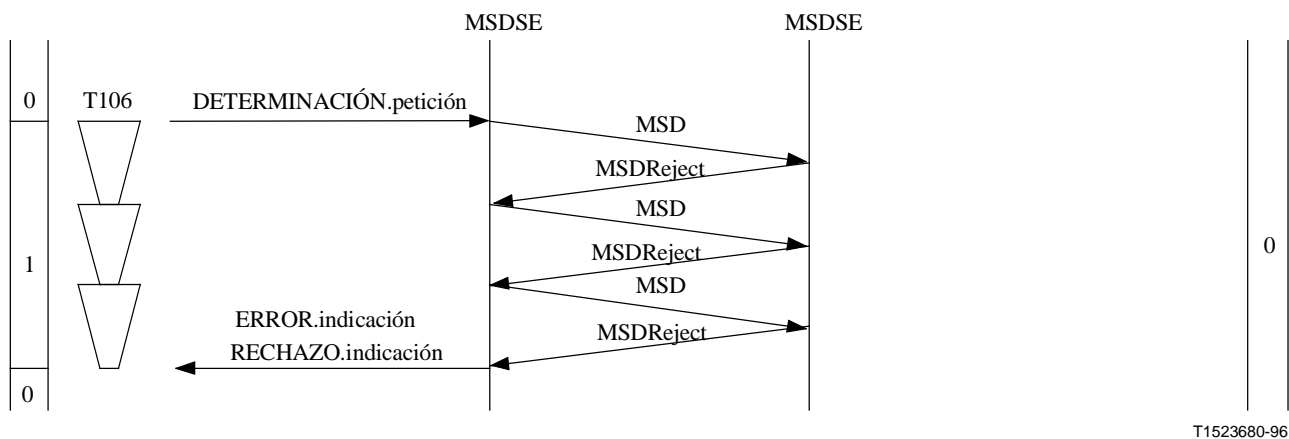 MSDSE MSDSE
0 T106 DETERMINACIÓN.petición
MSD
MSDReject
MSD
1 MSDReject 0
MSD
ERROR.indicación
MSDReject
RECHAZO.indicación
0
T1523680-96